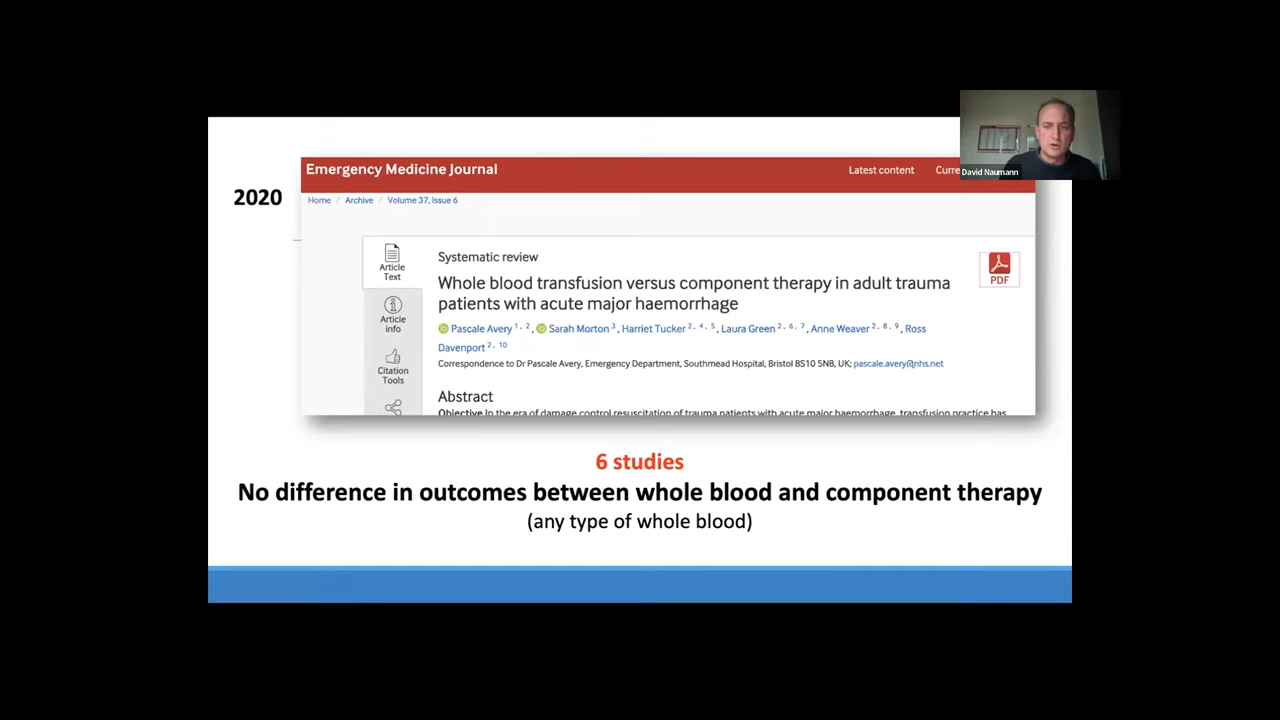 Emergency Medicine Journal
Latest content
David Naumann
2020
Home / Archive / Volume 37, Issue 6
Article
Text
Systematic review
PDF
Whole blood transfusion versus component therapy in adult trauma
patients with acute major haemorrhage
Article
info
Pascale Avery 1, 2, Sarah Morton 3, Harriet Tucker 2, 4, 5, Laura Green 2, 6, 7, Anne Weaver 2, 8, 9, Ross
Davenport 2, 10
Citation
Tools
Correspondence to Dr Pascale Avery, Emergency Department, Southmead Hospital, Bristol BS10 5NB, UK; pascale.avery@nhs.net
Abstract
Objective In the era of damage control resuscitation of trauma patients with acute major haemorrhage, transfusion practice has
6 studies
No difference in outcomes between whole blood and component therapy
(any type of whole blood)